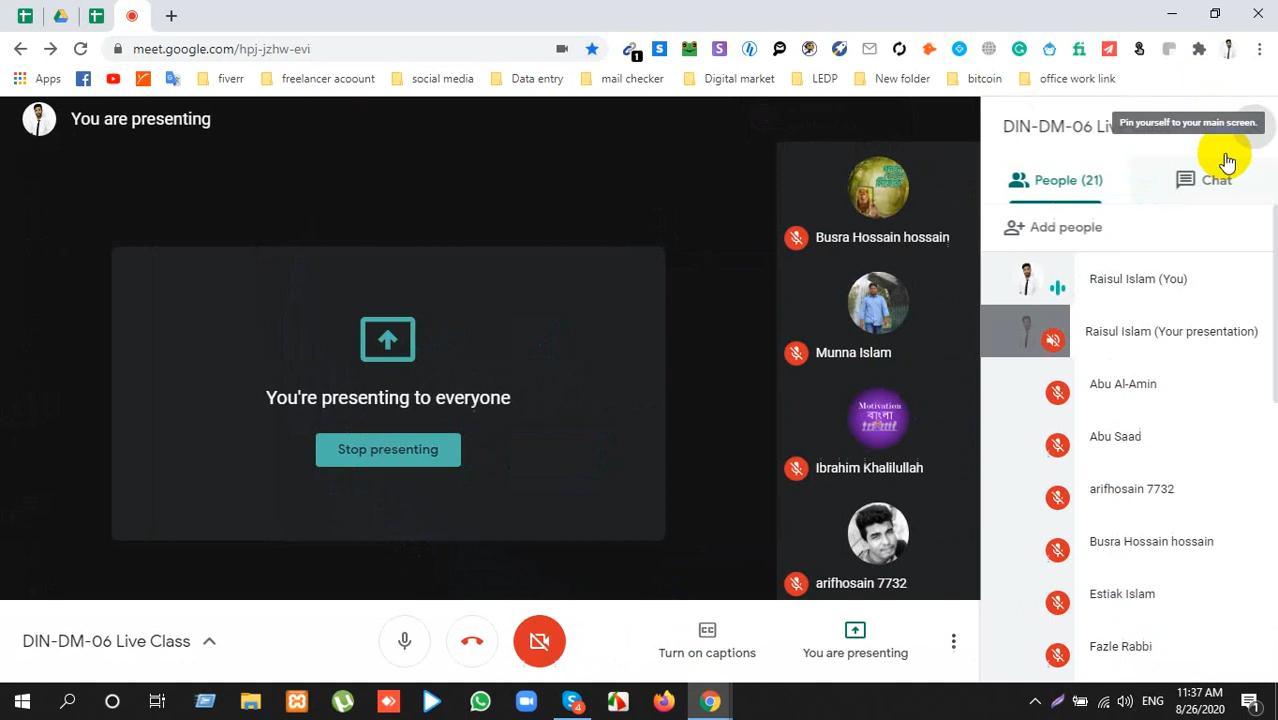 meet.google.com/hpj-jzhw-evi
1
Apps
fiverr
freelancer acoount
social media
Data entry
mail checker
Digital market
LEDP
New folder
bitcoin
office work link
You are presenting
Pin yourself to your main screen.
DIN-DM-06 Li
People (21)
Chat
Add people
Busra Hossain hossain
Munna Islam
Motivation
বাংলা
Ibrahim Khalilullah
arifhosain 7732
You're presenting to everyone
Stop presenting
Raisul Islam (You)
Raisul Islam (Your presentation)
Abu Al-Amin
Abu Saad
arifhosain 7732
Busra Hossain hossain
Estiak Islam
Fazle Rabbi
DIN-DM-06 Live Class
Turn on captions
You are presenting
4
ENG
11:37 AM
8/26/2020
1